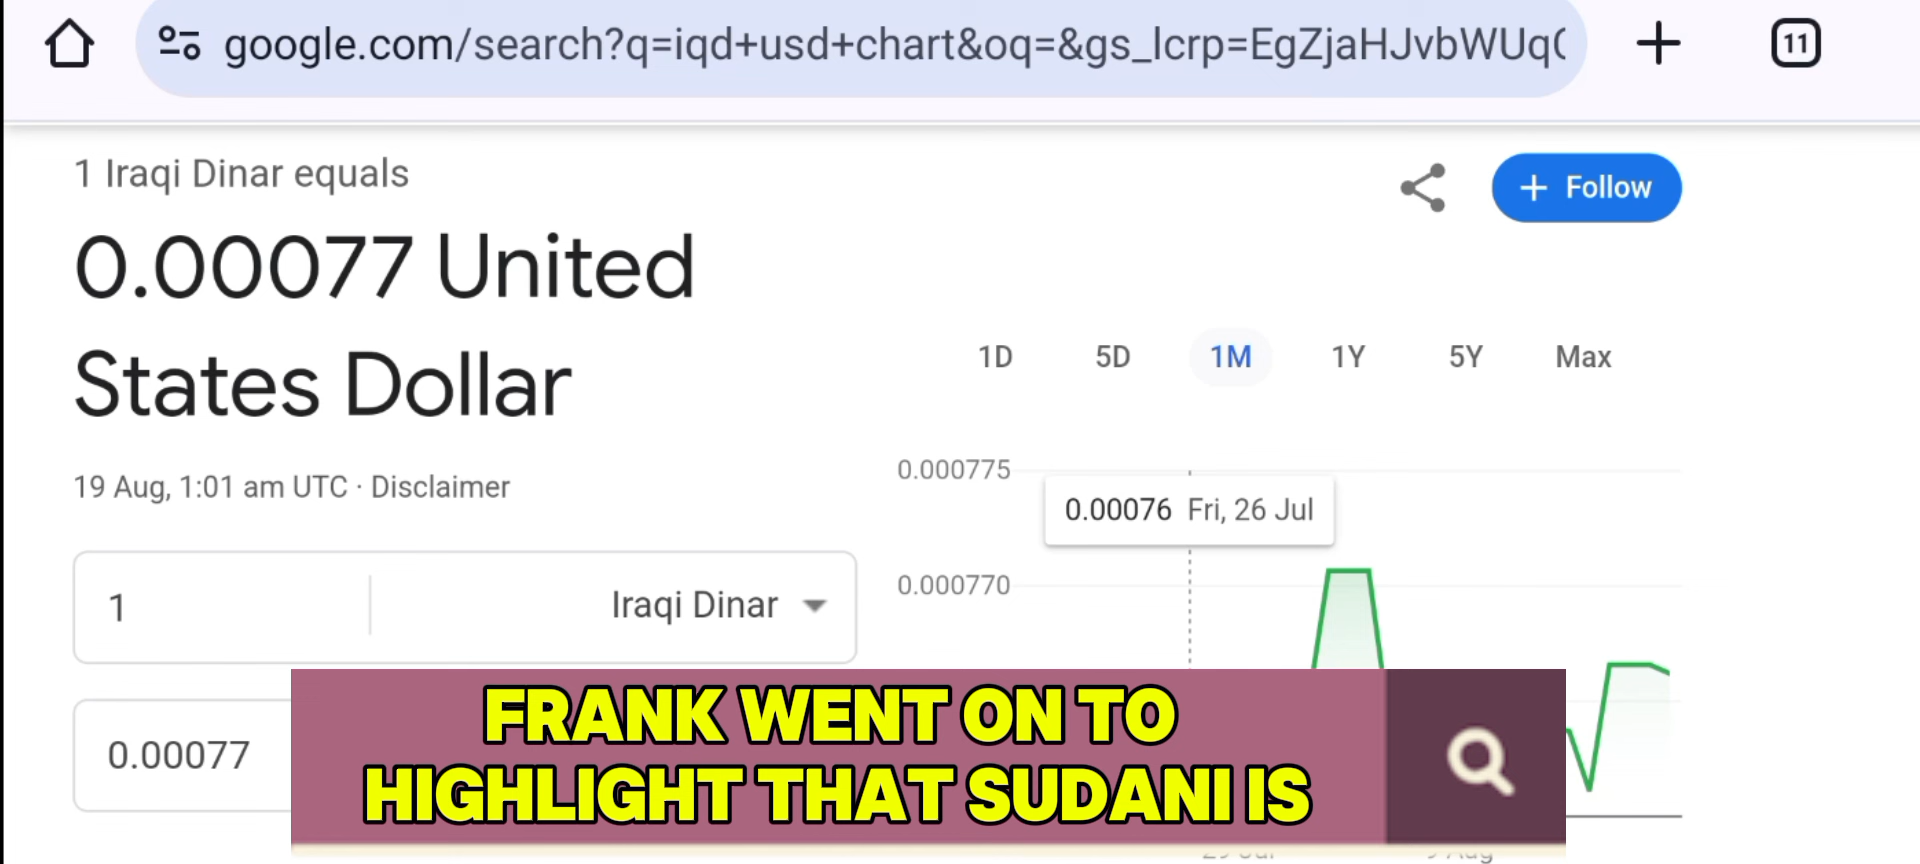 google.com/search?q=iqd+usd+chart&oq=&gs_lcrp=EgZjaHJvbWUqC
11
1 Iraqi Dinar equals
Follow
0.00077 United
States Dollar
1D 5D 1M 1Y 5Y Max
19 Aug, 1:01 am UTC · Disclaimer
0.000775
0.00076 Fri, 26 Jul
0.000770
1 Iraqi Dinar
0.00077
FRANK WENT ON TO
HIGHLIGHT THAT SUDANI IS